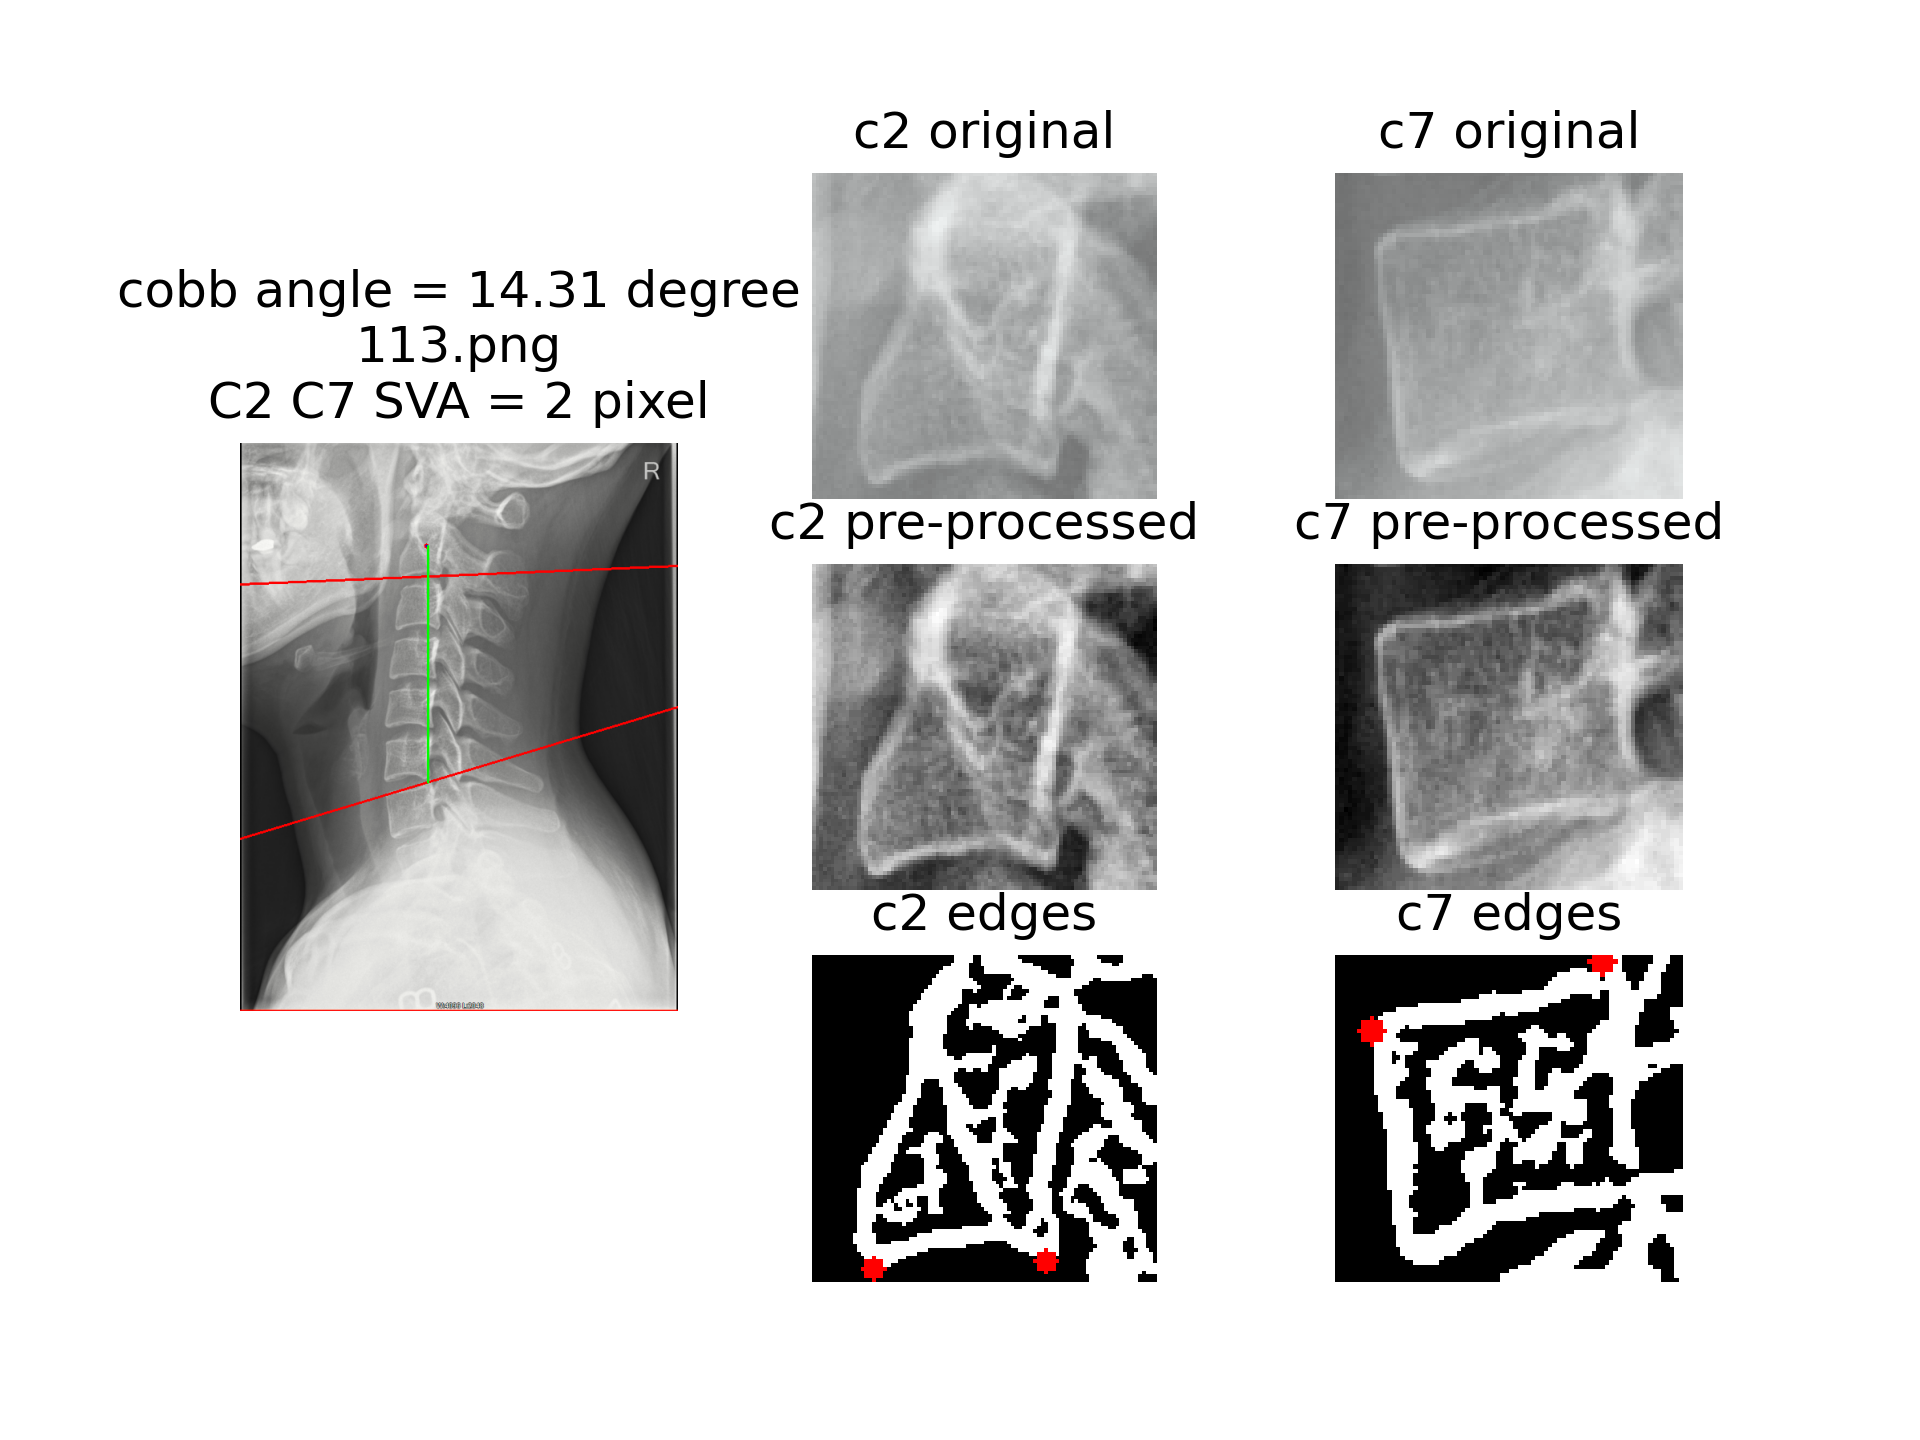 cobb angle = 14.31 degree
113.png
C2 C7 SVA = 2 pixel
R
c2 original
c7 original
c2 pre-processed
c7 pre-processed
c2 edges
c7 edges